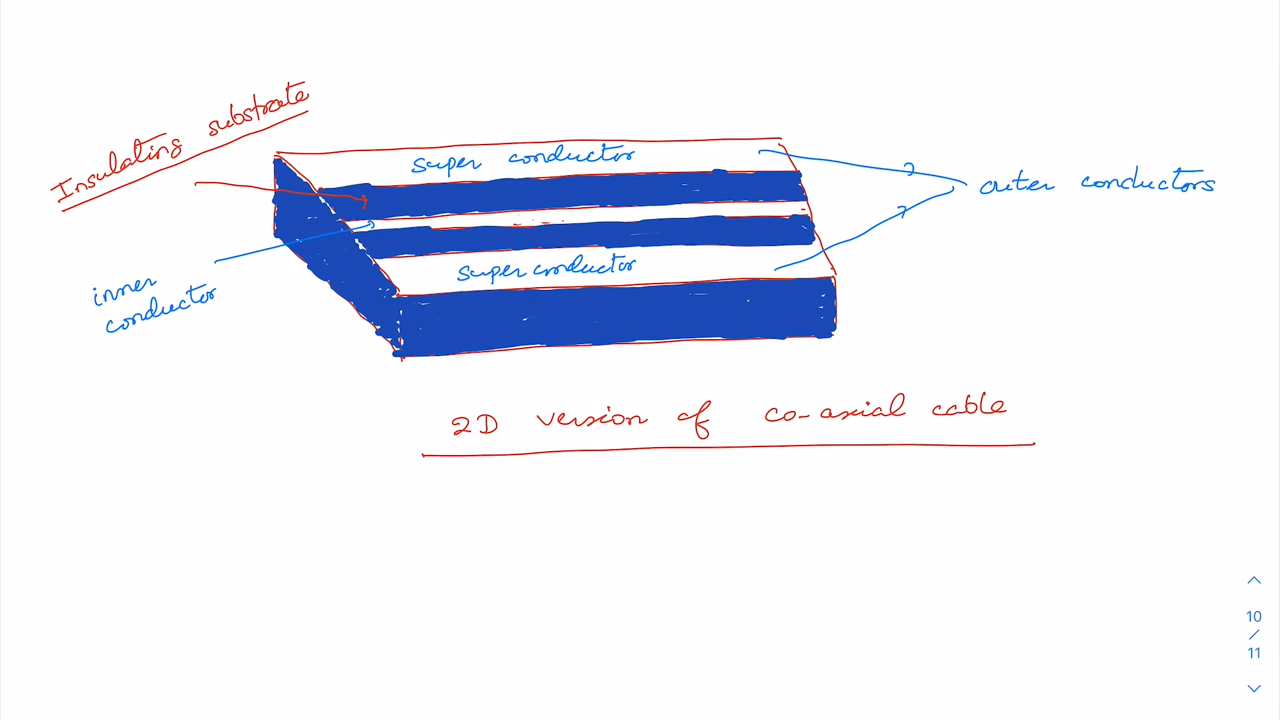 Insulating substrate
super conductor
outer conductors
inner
conductor
super conductor
2D version of co-axial cable
10
/
11